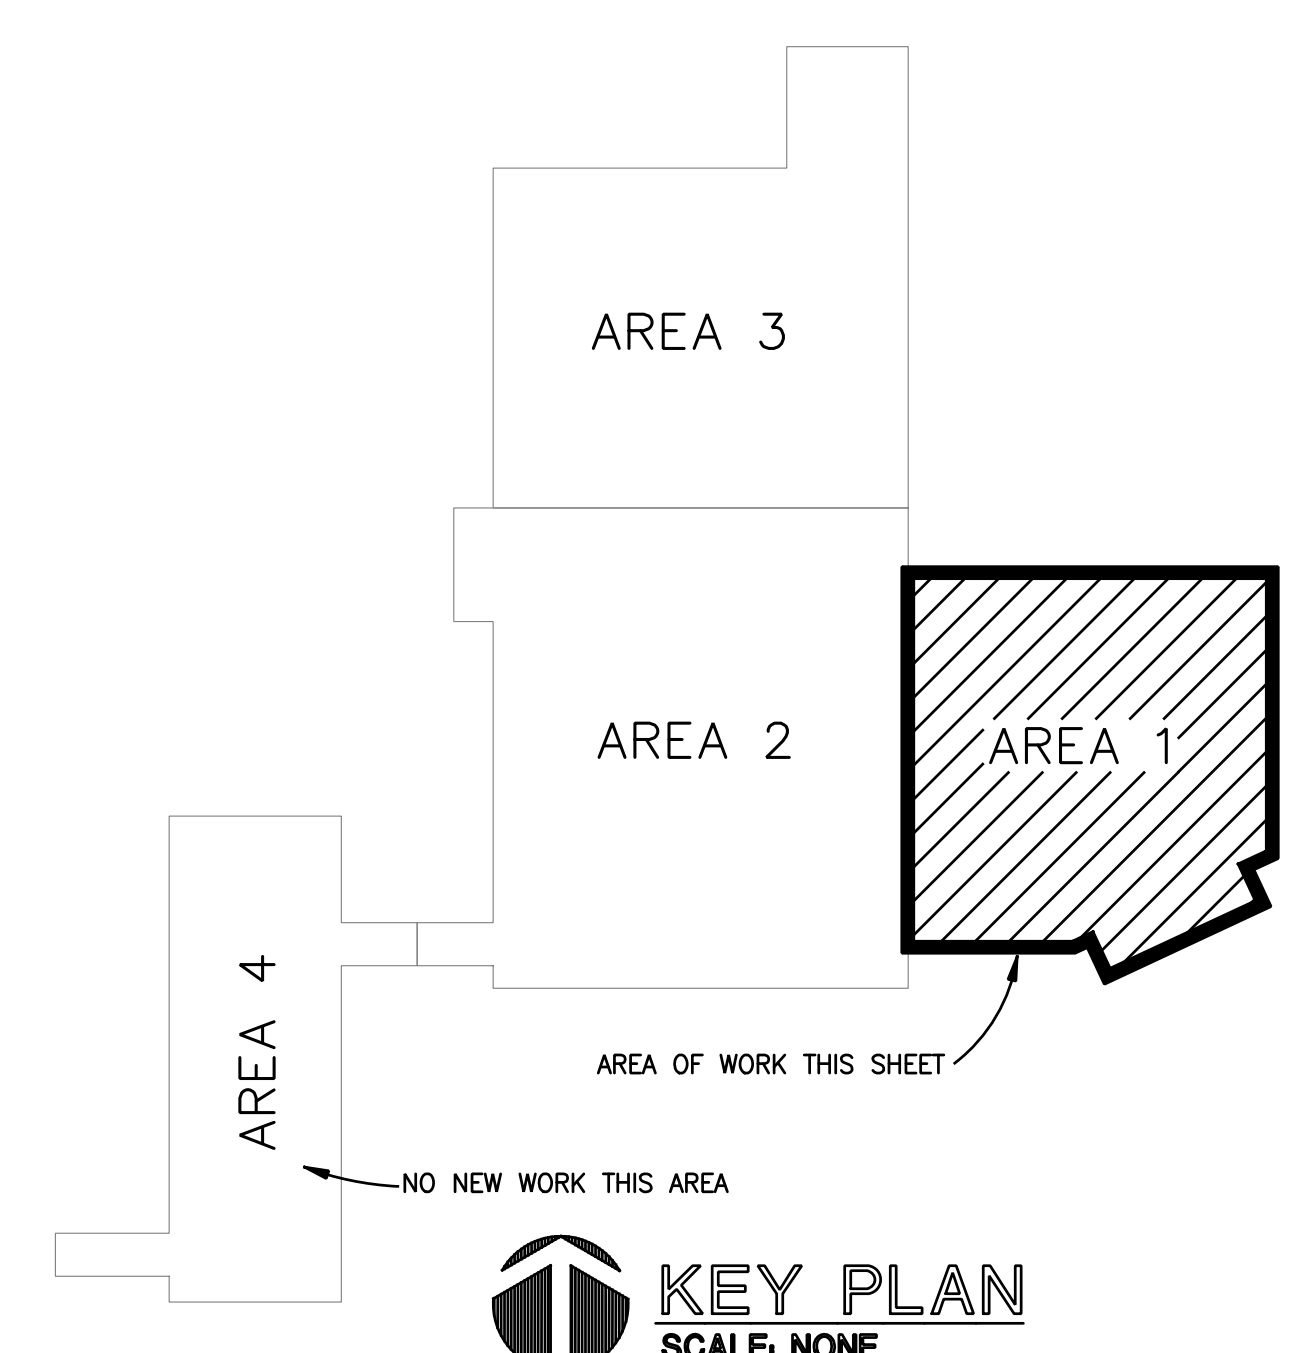 AREA 3
AREA 2
AREA 1
AREA 4
AREA OF WORK THIS SHEET
NO NEW WORK THIS AREA
KEY PLAN
SCALE: NONE